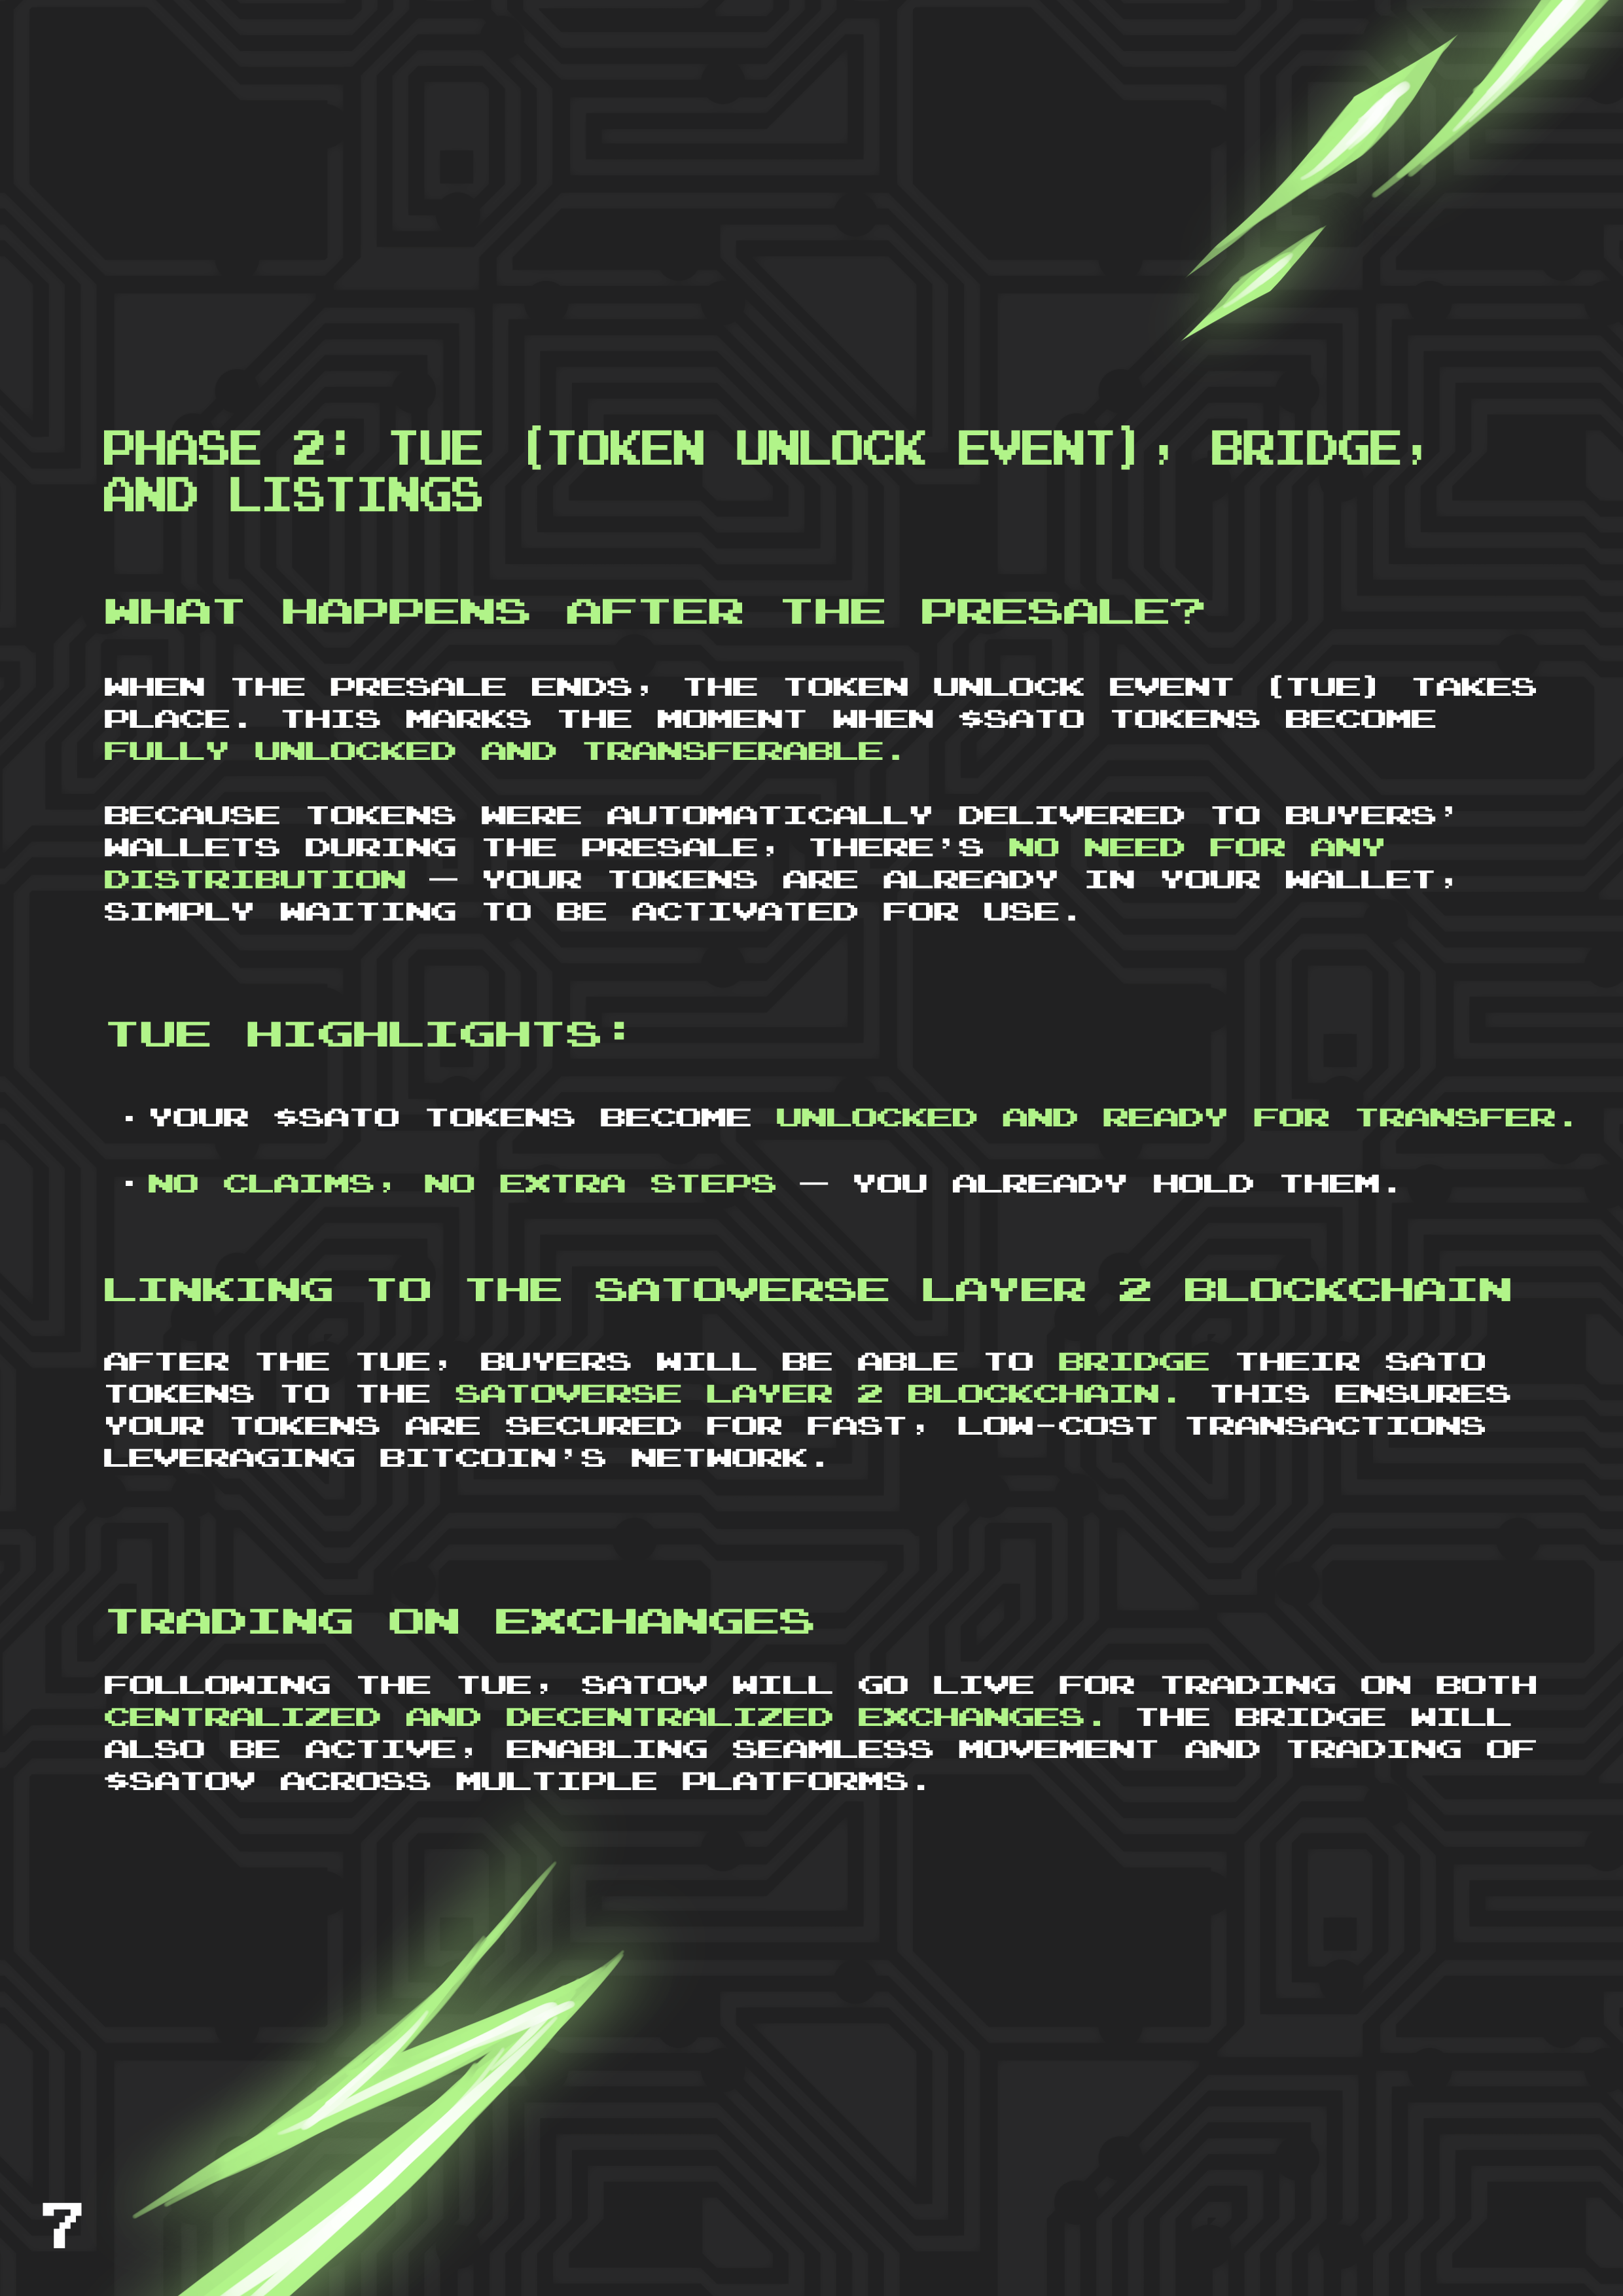 PHASE 2: TUE (TOKEN UNLOCK EVENT), BRIDGE,
AND LISTINGS
WHAT HAPPENS AFTER THE PRESALE?
WHEN THE PRESALE ENDS, THE TOKEN UNLOCK EVENT (TUE) TAKES
PLACE. THIS MARKS THE MOMENT WHEN $SATO TOKENS BECOME
FULLY UNLOCKED AND TRANSFERABLE.
BECAUSE TOKENS WERE AUTOMATICALLY DELIVERED TO BUYERS’
WALLETS DURING THE PRESALE, THERE’S NO NEED FOR ANY
DISTRIBUTION — YOUR TOKENS ARE ALREADY IN YOUR WALLET,
SIMPLY WAITING TO BE ACTIVATED FOR USE.
TUE HIGHLIGHTS:
· YOUR $SATO TOKENS BECOME UNLOCKED AND READY FOR TRANSFER.
· NO CLAIMS, NO EXTRA STEPS — YOU ALREADY HOLD THEM.
LINKING TO THE SATOVERSE LAYER 2 BLOCKCHAIN
AFTER THE TUE, BUYERS WILL BE ABLE TO BRIDGE THEIR SATO
TOKENS TO THE SATOVERSE LAYER 2 BLOCKCHAIN. THIS ENSURES
YOUR TOKENS ARE SECURED FOR FAST, LOW-COST TRANSACTIONS
LEVERAGING BITCOIN’S NETWORK.
TRADING ON EXCHANGES
FOLLOWING THE TUE, SATOV WILL GO LIVE FOR TRADING ON BOTH
CENTRALIZED AND DECENTRALIZED EXCHANGES. THE BRIDGE WILL
ALSO BE ACTIVE, ENABLING SEAMLESS MOVEMENT AND TRADING OF
$SATOV ACROSS MULTIPLE PLATFORMS.
7